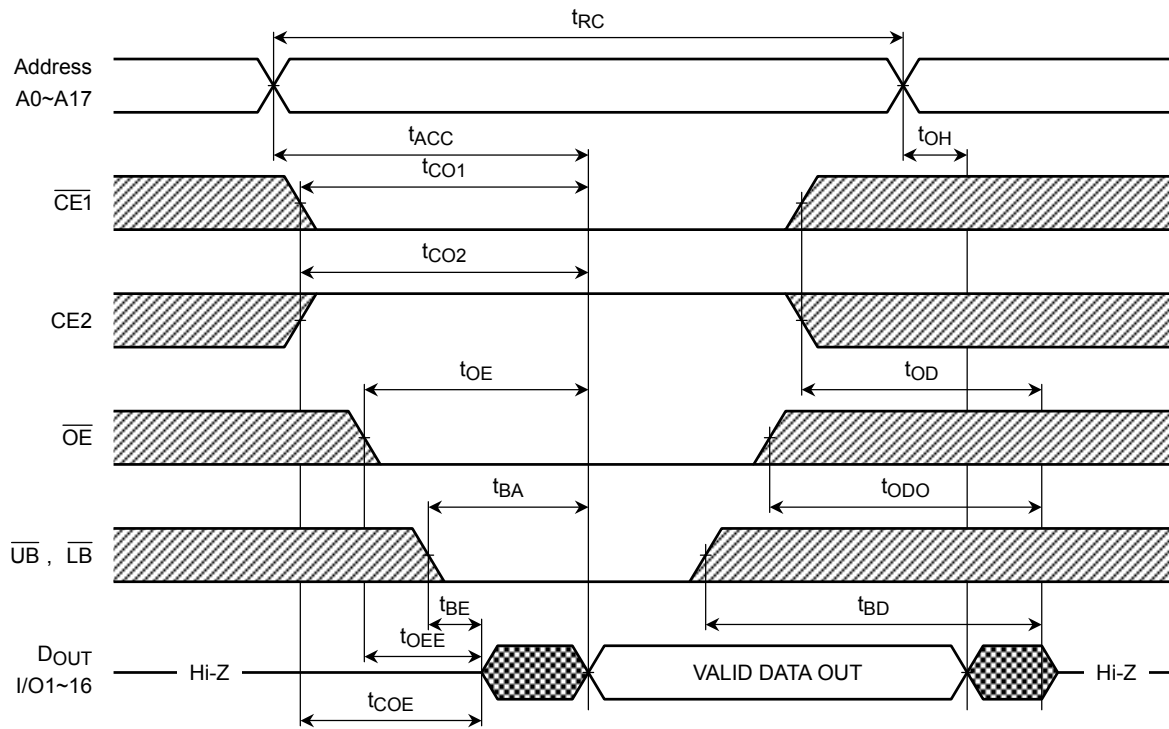 tRC
Address
A0~A17
tACC
tOH
tCO1
CE1
tCO2
CE2
tOE
tOD
OE
tBA
tODO
UB , LB
tBE
tBD
tOEE
DOUT
I/O1~16
Hi-Z
VALID DATA OUT
Hi-Z
tCOE